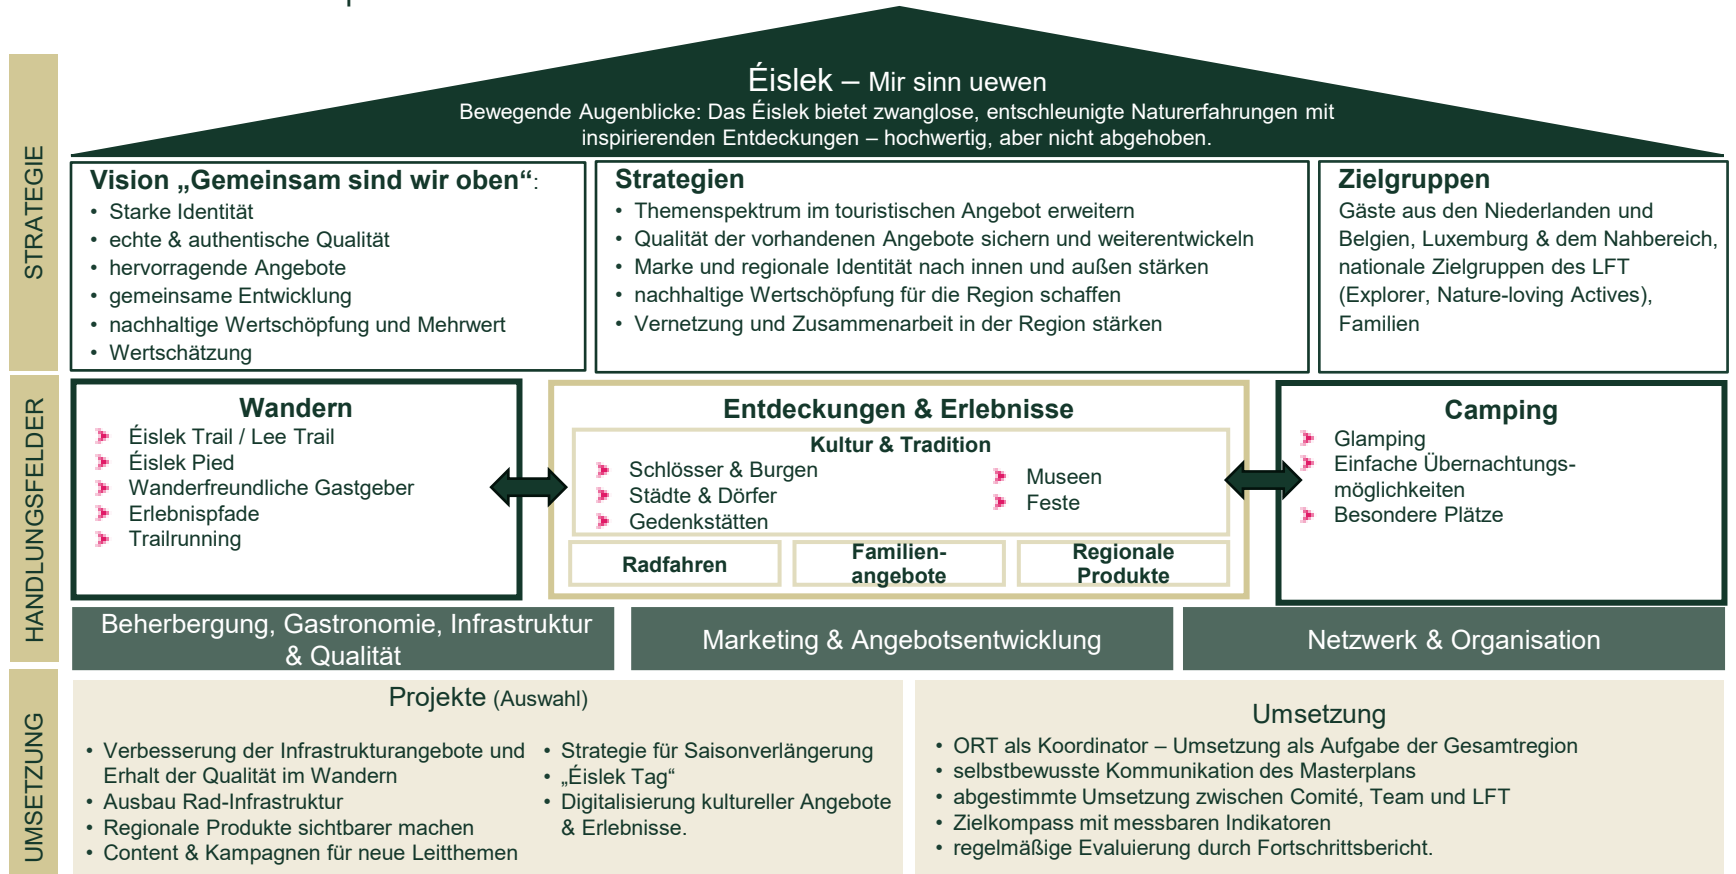 Éislek – Mir sinn uewen
Bewegende Augenblicke: Das Éislek bietet zwanglose, entschleunigte Naturerfahrungen mit
inspirierenden Entdeckungen – hochwertig, aber nicht abgehoben.
STRATEGIE
Vision „Gemeinsam sind wir oben“:
• Starke Identität
• echte & authentische Qualität
• hervorragende Angebote
• gemeinsame Entwicklung
• nachhaltige Wertschöpfung und Mehrwert
• Wertschätzung
Strategien
• Themenspektrum im touristischen Angebot erweitern
• Qualität der vorhandenen Angebote sichern und weiterentwickeln
• Marke und regionale Identität nach innen und außen stärken
• nachhaltige Wertschöpfung für die Region schaffen
• Vernetzung und Zusammenarbeit in der Region stärken
Zielgruppen
Gäste aus den Niederlanden und
Belgien, Luxemburg & dem Nahbereich,
nationale Zielgruppen des LFT
(Explorer, Nature-loving Actives),
Familien
HANDLUNGSFELDER
Wandern
Éislek Trail / Lee Trail
Éislek Pied
Wanderfreundliche Gastgeber
Erlebnispfade
Trailrunning
Entdeckungen & Erlebnisse
Kultur & Tradition
Schlösser & Burgen
Städte & Dörfer
Gedenkstätten
Museen
Feste
Radfahren
Familien-
angebote
Regionale
Produkte
Camping
Glamping
Einfache Übernachtungs-
möglichkeiten
Besondere Plätze
Beherbergung, Gastronomie, Infrastruktur
& Qualität
Marketing & Angebotsentwicklung
Netzwerk & Organisation
UMSETZUNG
Projekte (Auswahl)
• Verbesserung der Infrastrukturangebote und
Erhalt der Qualität im Wandern
• Ausbau Rad-Infrastruktur
• Regionale Produkte sichtbarer machen
• Content & Kampagnen für neue Leitthemen
• Strategie für Saisonverlängerung
• „Éislek Tag“
• Digitalisierung kultureller Angebote
& Erlebnisse.
Umsetzung
• ORT als Koordinator – Umsetzung als Aufgabe der Gesamtregion
• selbstbewusste Kommunikation des Masterplans
• abgestimmte Umsetzung zwischen Comité, Team und LFT
• Zielkompass mit messbaren Indikatoren
• regelmäßige Evaluierung durch Fortschrittsbericht.